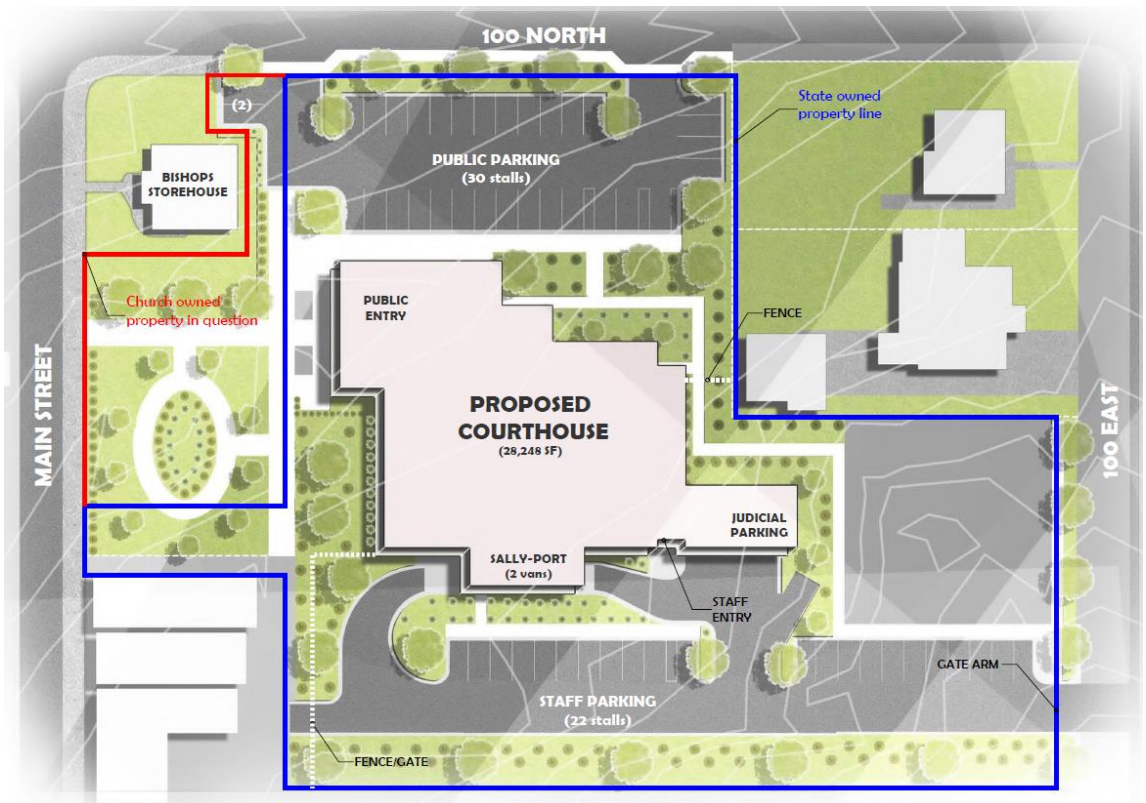 100 NORTH
(2)
State owned
property line
PUBLIC PARKING
(30 stalls)
BISHOPS
STOREHOUSE
Church owned
property in question
PUBLIC
ENTRY
FENCE
MAIN STREET
PROPOSED
COURTHOUSE
(28,248 SF)
100 EAST
JUDICIAL
PARKING
SALLY-PORT
(2 vans)
STAFF
ENTRY
GATE ARM
STAFF PARKING
(22 stalls)
FENCE/GATE